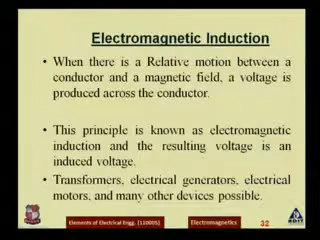 Electromagnetic Induction
• When there is a Relative motion between a
conductor and a magnetic field, a voltage is
produced across the conductor.
• This principle is known as electromagnetic
induction and the resulting voltage is an
induced voltage.
• Transformers, electrical generators, electrical
motors, and many other devices possible.
Elements of Electrical Engg. [110005]
Electromagnetics
32
ADIT